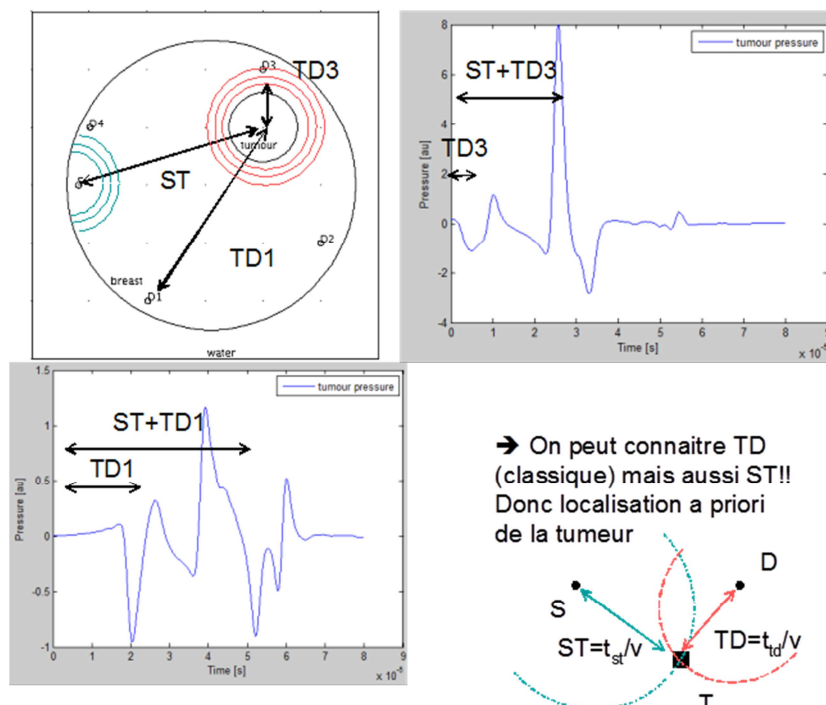 D3
TD3
D4
tumour
ST
S
TD1
D2
breast
D1
water
tumour pressure
ST+TD3
TD3
Pressure [au]
8
6
4
2
0
-2
-4
0 1 2 3 4 5 6 7 8 9
Time [s]
x 10⁻⁵
tumour pressure
ST+TD1
TD1
Pressure [au]
1.5
1
0.5
0
-0.5
-1
0 1 2 3 4 5 6 7 8 9
Time [s]
x 10⁻⁵
➔ On peut connaitre TD
(classique) mais aussi ST!!
Donc localisation a priori
de la tumeur
D
S
ST=t_st/v
TD=t_td/v
T